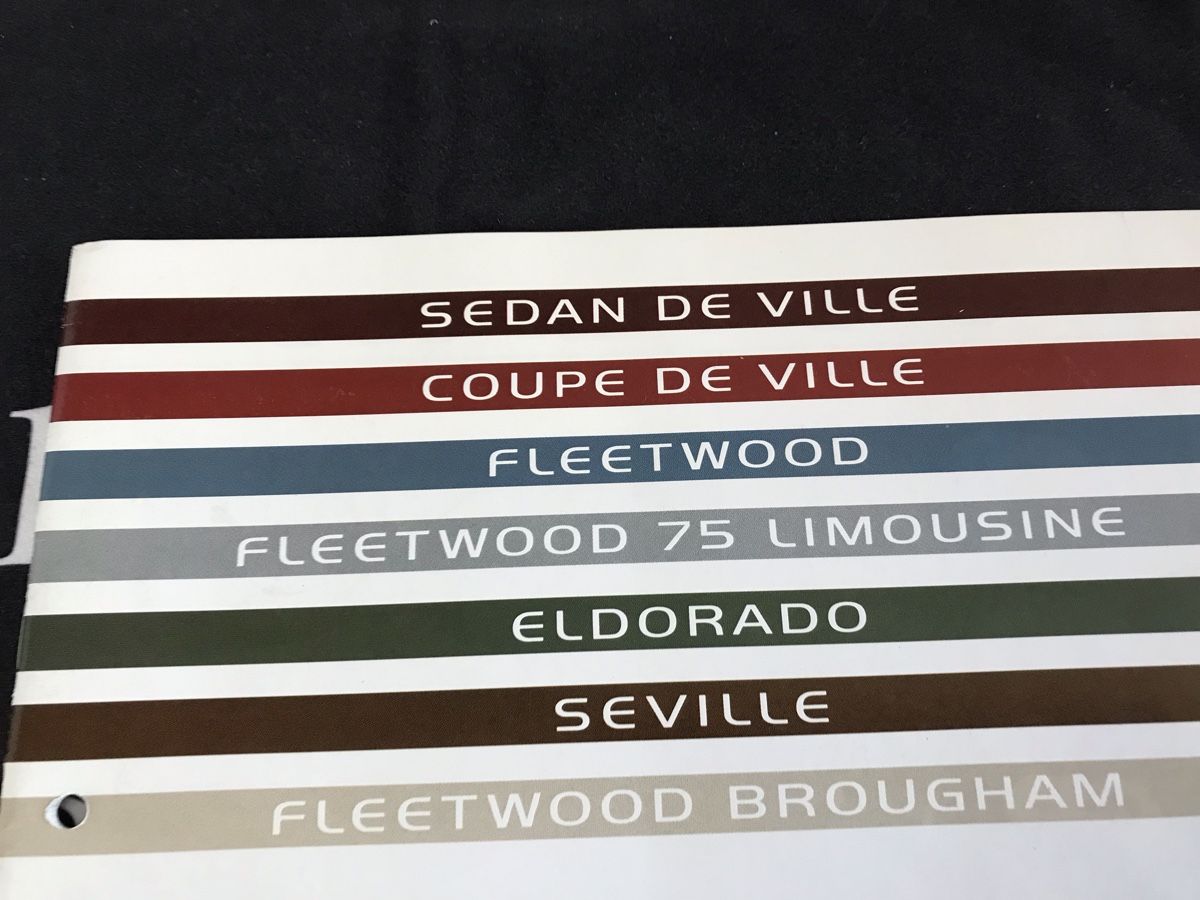 SEDAN DE VILLE
COUPE DE VILLE
FLEETWOOD
FLEETWOOD 75 LIMOUSINE
ELDORADO
SEVILLE
FLEETWOOD BROUGHAM